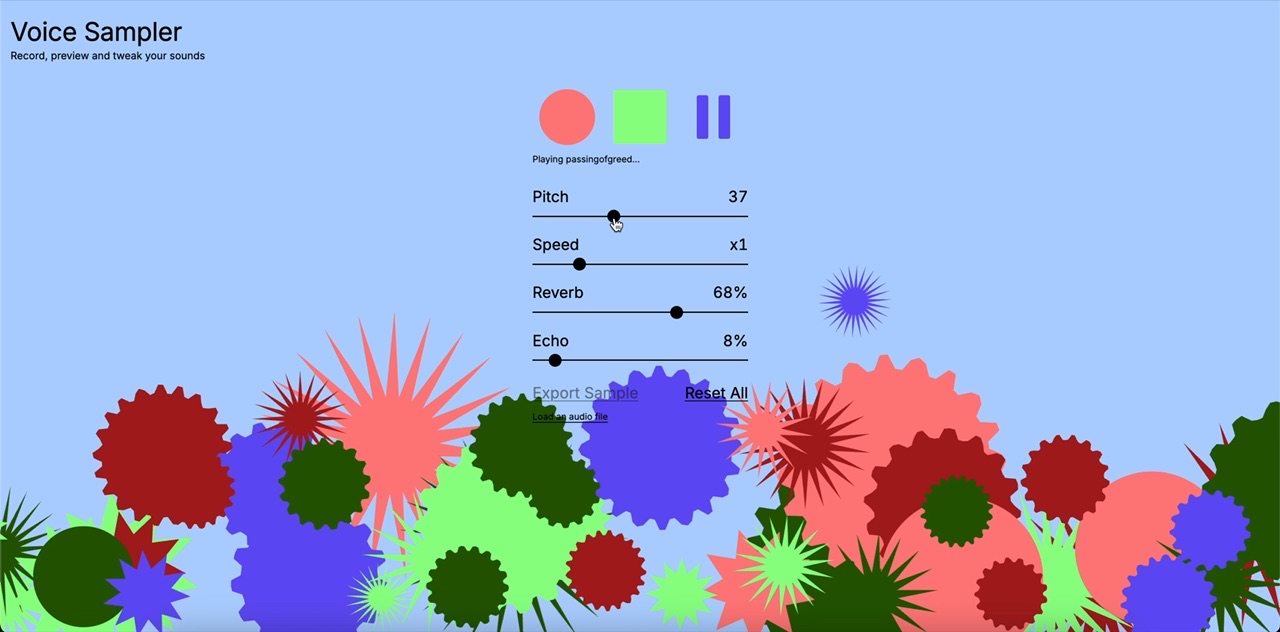 Voice Sampler
Record, preview and tweak your sounds
Playing passingofgreed...
Pitch 37
Speed x1
Reverb 68%
Echo 8%
Export Sample Reset All
Load an audio file